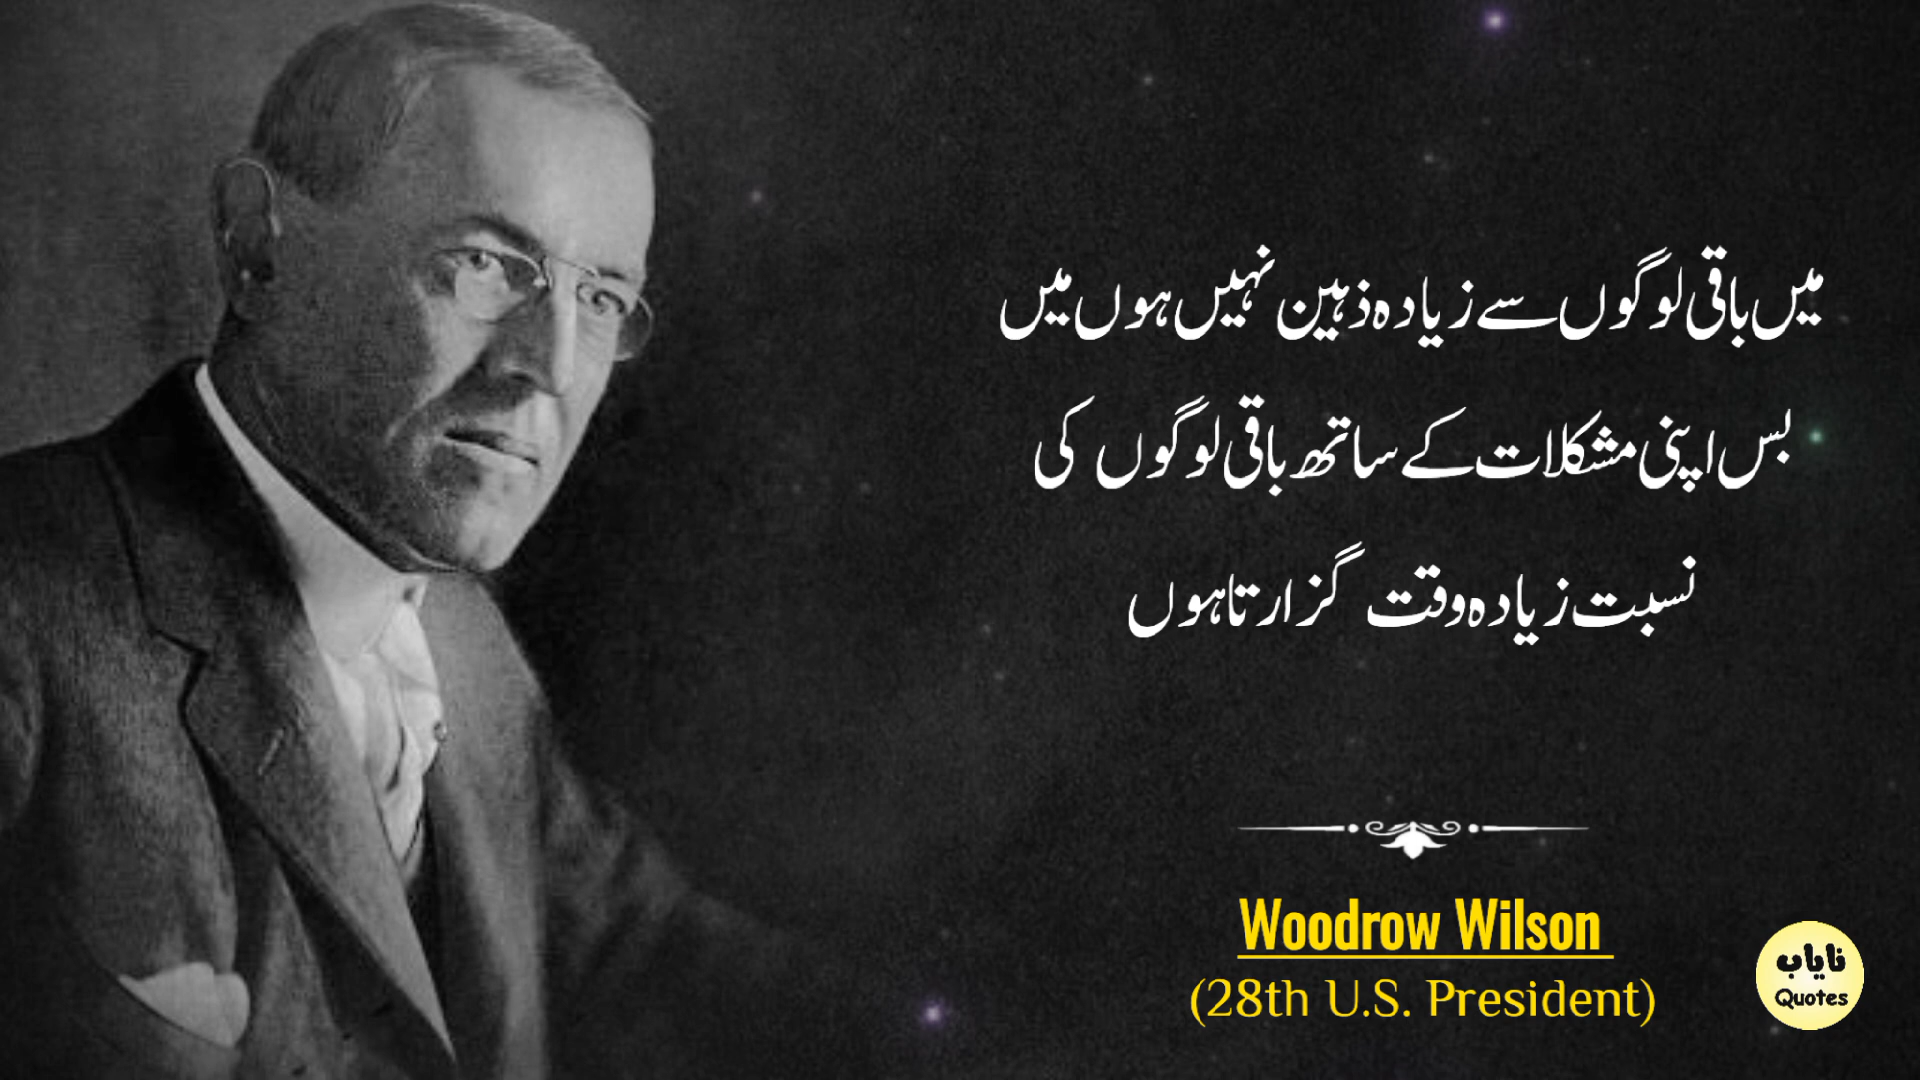 میں باقی لوگوں سے زیادہ ذہین نہیں ہوں میں
بس اپنی مشکلات کے ساتھ باقی لوگوں کی
نسبت زیادہ وقت گزارتا ہوں
Woodrow Wilson
(28th U.S. President)
نایاب
Quotes